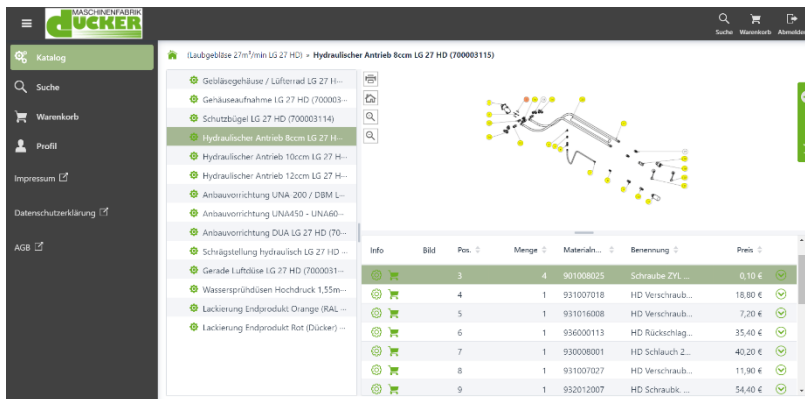 MASCHINENFABRIK
DÜCKER
Suche Warenkorb Abmelden
Katalog
Suche
Warenkorb
Profil
Impressum
Datenschutzerklärung
AGB
(Laubgebläse 27m³/min LG 27 HD) » Hydraulischer Antrieb 8ccm LG 27 HD (700003115)
Gebläsegehäuse / Lüfterrad LG 27 H...
Gehäuseaufnahme LG 27 HD (700003...
Schutzbügel LG 27 HD (700003114)
Hydraulischer Antrieb 8ccm LG 27 H...
Hydraulischer Antrieb 10ccm LG 27 H...
Hydraulischer Antrieb 12ccm LG 27 H...
Anbauvorrichtung UNA-200 / DBM L...
Anbauvorrichtung UNA450 - UNA60...
Anbauvorrichtung DUA LG 27 HD (70...
Schrägstellung hydraulisch LG 27 HD ...
Gerade Luftdüse LG 27 HD (7000031...
Wassersprühdüsen Hochdruck 1,55m...
Lackierung Endprodukt Orange (RAL ...
Lackierung Endprodukt Rot (Dücker) ...
Info Bild Pos. Menge Materialn... Benennung Preis
3 4 901008025 Schraube ZYL ... 0,10 €
4 1 931007018 HD Verschraub... 18,80 €
5 1 931016008 HD Verschraub... 7,20 €
6 1 936000113 HD Rückschlag... 35,40 €
7 1 930008001 HD Schlauch 2... 40,20 €
8 1 931007027 HD Verschraub... 11,90 €
9 1 932012007 HD Schraubk. ... 54,40 €